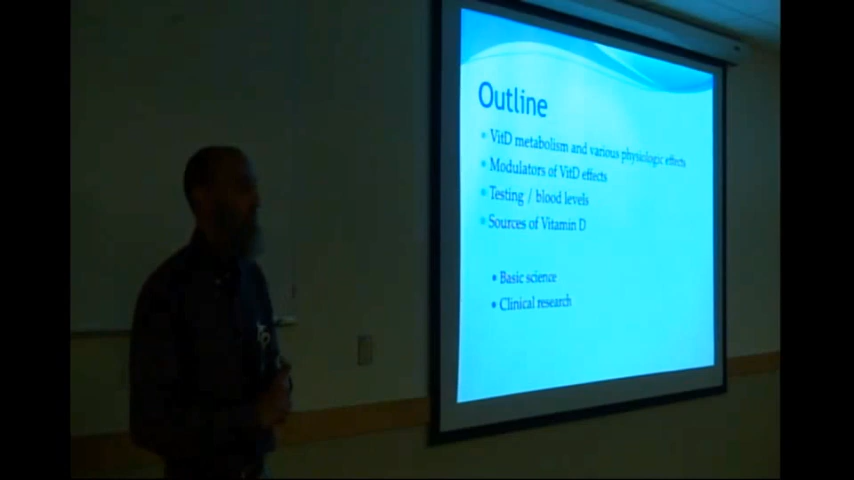 Outline
VitD metabolism and various physiologic effects
Modulators of VitD effects
Testing / blood levels
Sources of Vitamin D
Basic science
Clinical research